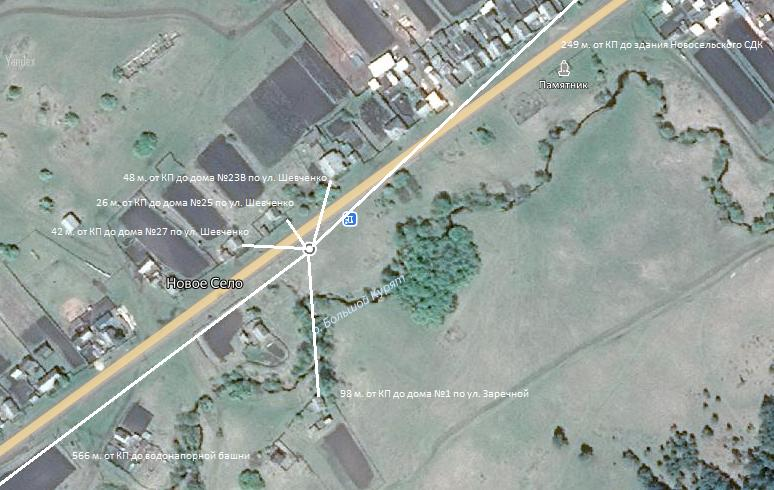 249 м. от КП до здания Новосельского СДК
Yandex
Памятник
48 м. от КП до дома №23В по ул. Шевченко
26 м. от КП до дома №25 по ул. Шевченко
42 м. от КП до дома №27 по ул. Шевченко
Новое Село
р. Большой Курят
98 м. от КП до дома №1 по ул. Заречной
566 м. от КП до водонапорной башни